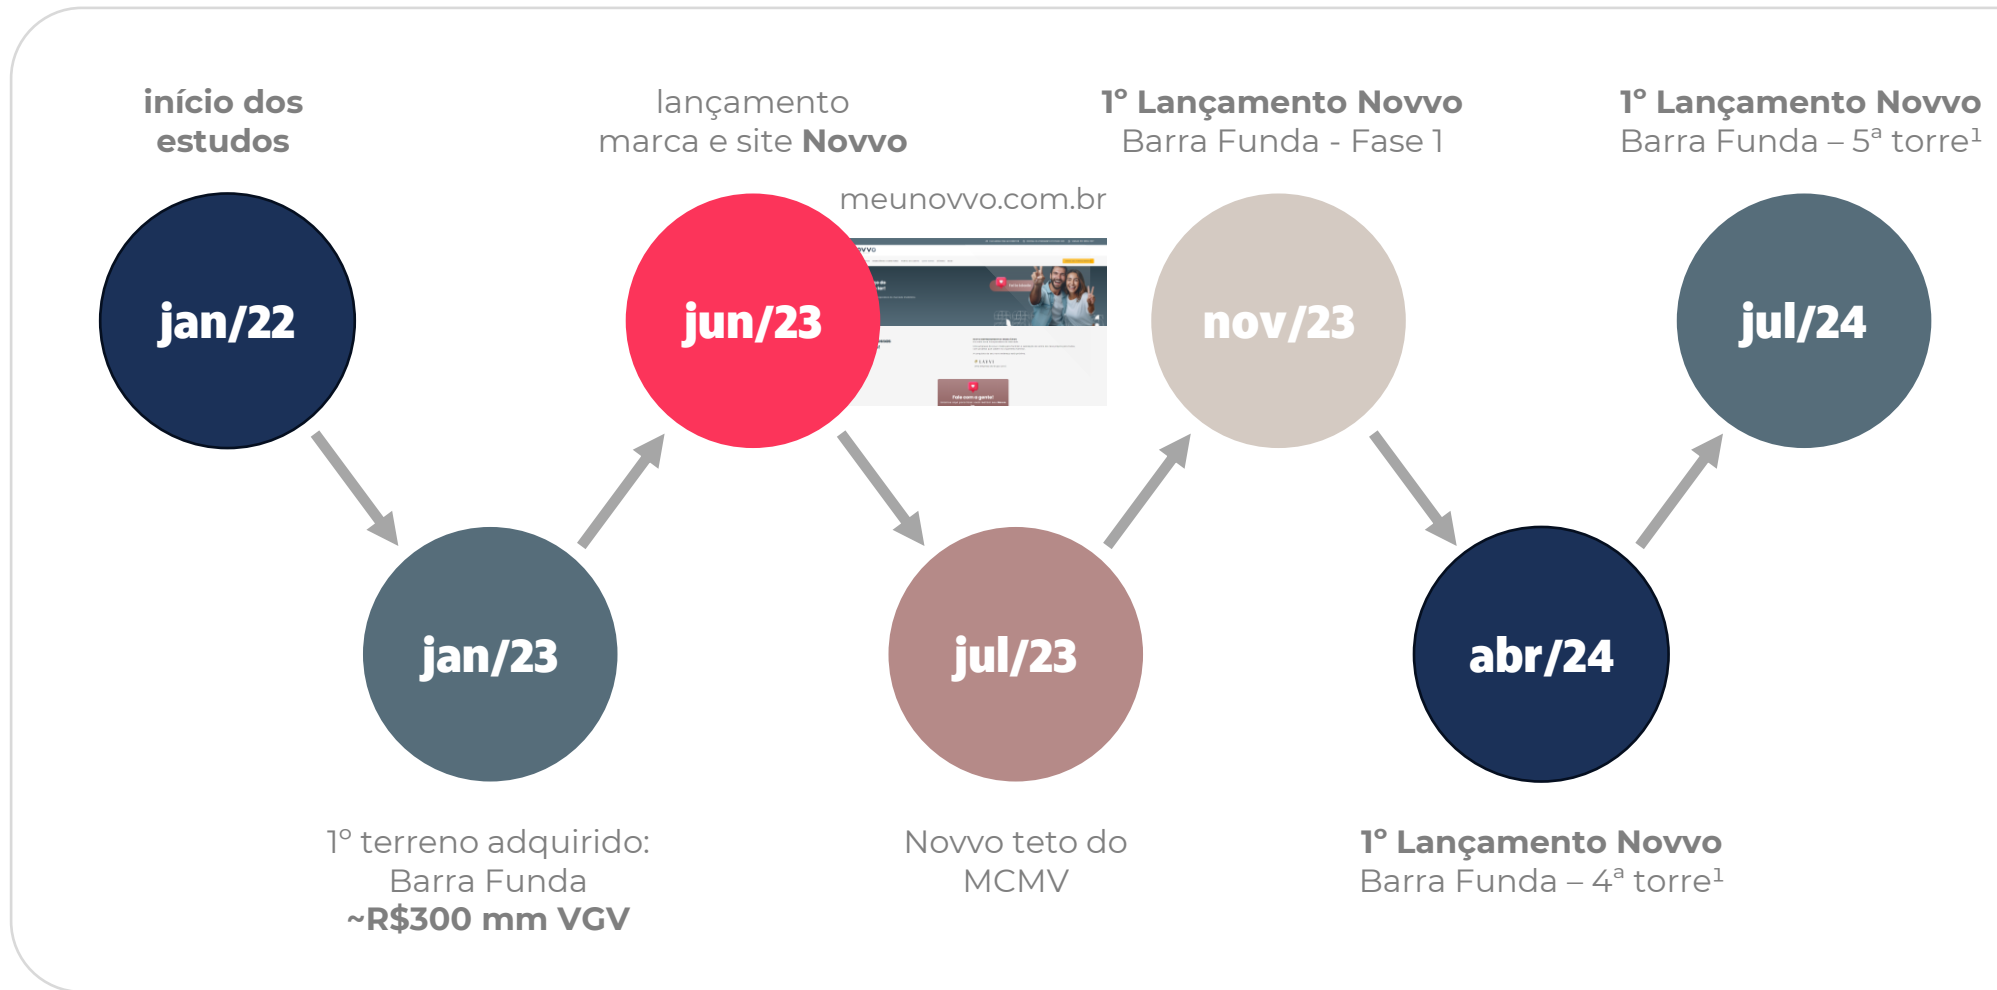 início dos
estudos
jan/22
1º terreno adquirido:
Barra Funda
~R$300 mm VGV
jan/23
lançamento
marca e site Novvo
meunovvo.com.br
jun/23
Fale com a gente!
Novvo teto do
MCMV
jul/23
1º Lançamento Novvo
Barra Funda - Fase 1
nov/23
1º Lançamento Novvo
Barra Funda – 4ª torre¹
abr/24
1º Lançamento Novvo
Barra Funda – 5ª torre¹
jul/24